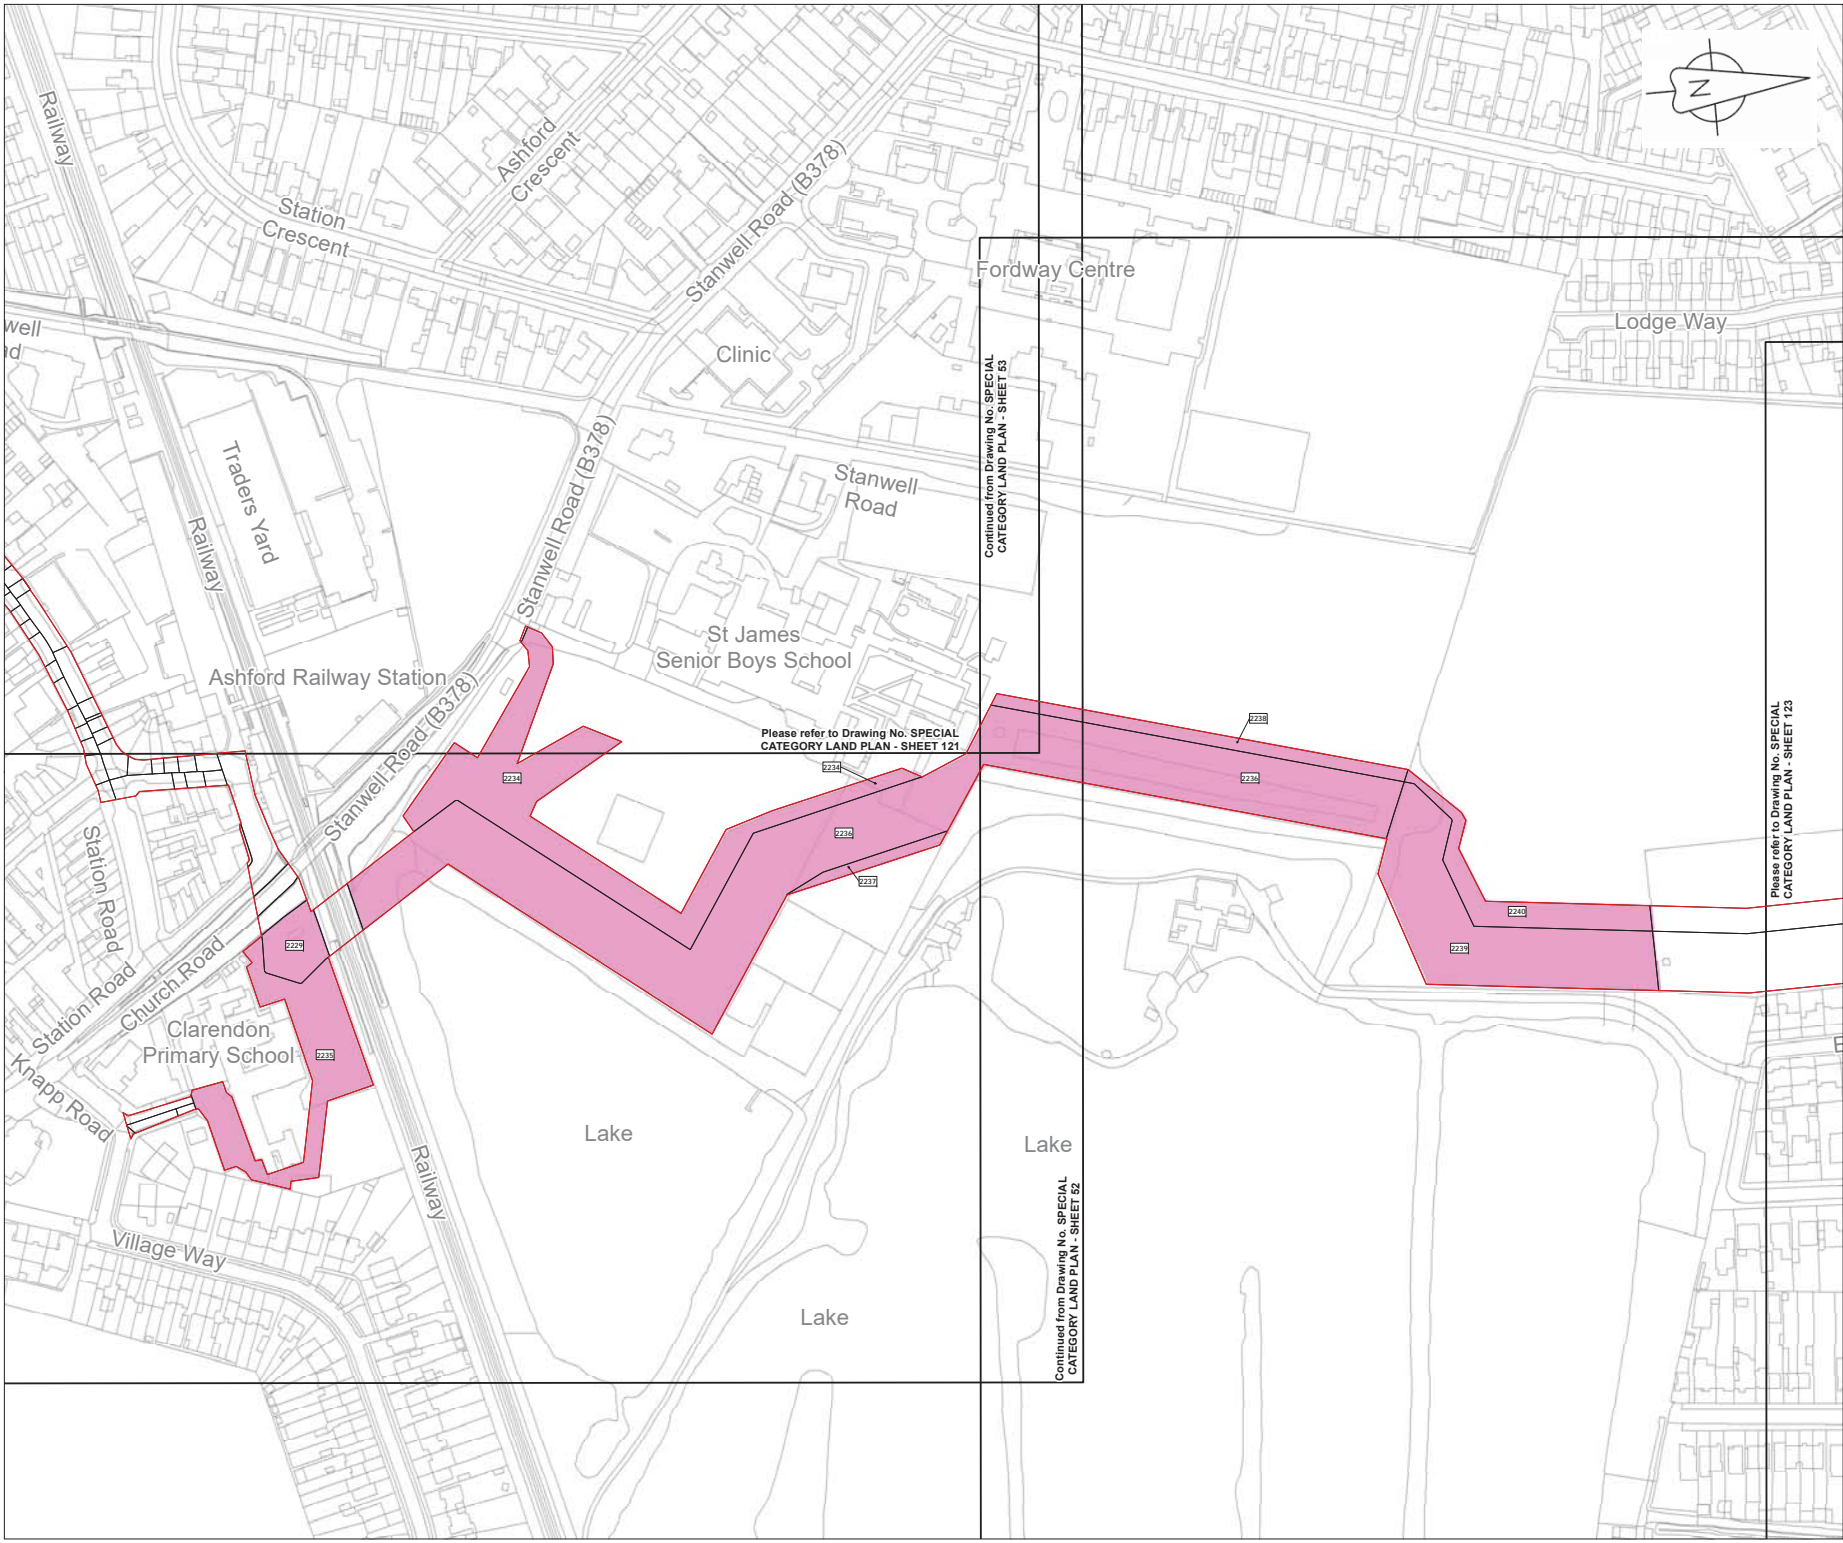 Railway
Ashford
Crescent
Station
Crescent
Stanwell Road (B378)
N
Fordway Centre
Lodge Way
well
ad
Clinic
Continued from Drawing No. SPECIAL
CATEGORY LAND PLAN - SHEET 53
Traders Yard
Railway
Stanwell Road (B378)
Stanwell
Road
St James
Senior Boys School
Ashford Railway Station
Stanwell Road (B378)
Please refer to Drawing No. SPECIAL
CATEGORY LAND PLAN - SHEET 121
Please refer to Drawing No. SPECIAL
CATEGORY LAND PLAN - SHEET 123
2238
2234
2234
2236
2236
2237
2240
2239
2229
Station Road
Church Road
Station Road
Knapp Road
Clarendon
Primary School
2235
E
Lake
Lake
Railway
Continued from Drawing No. SPECIAL
CATEGORY LAND PLAN - SHEET 52
Village Way
Lake